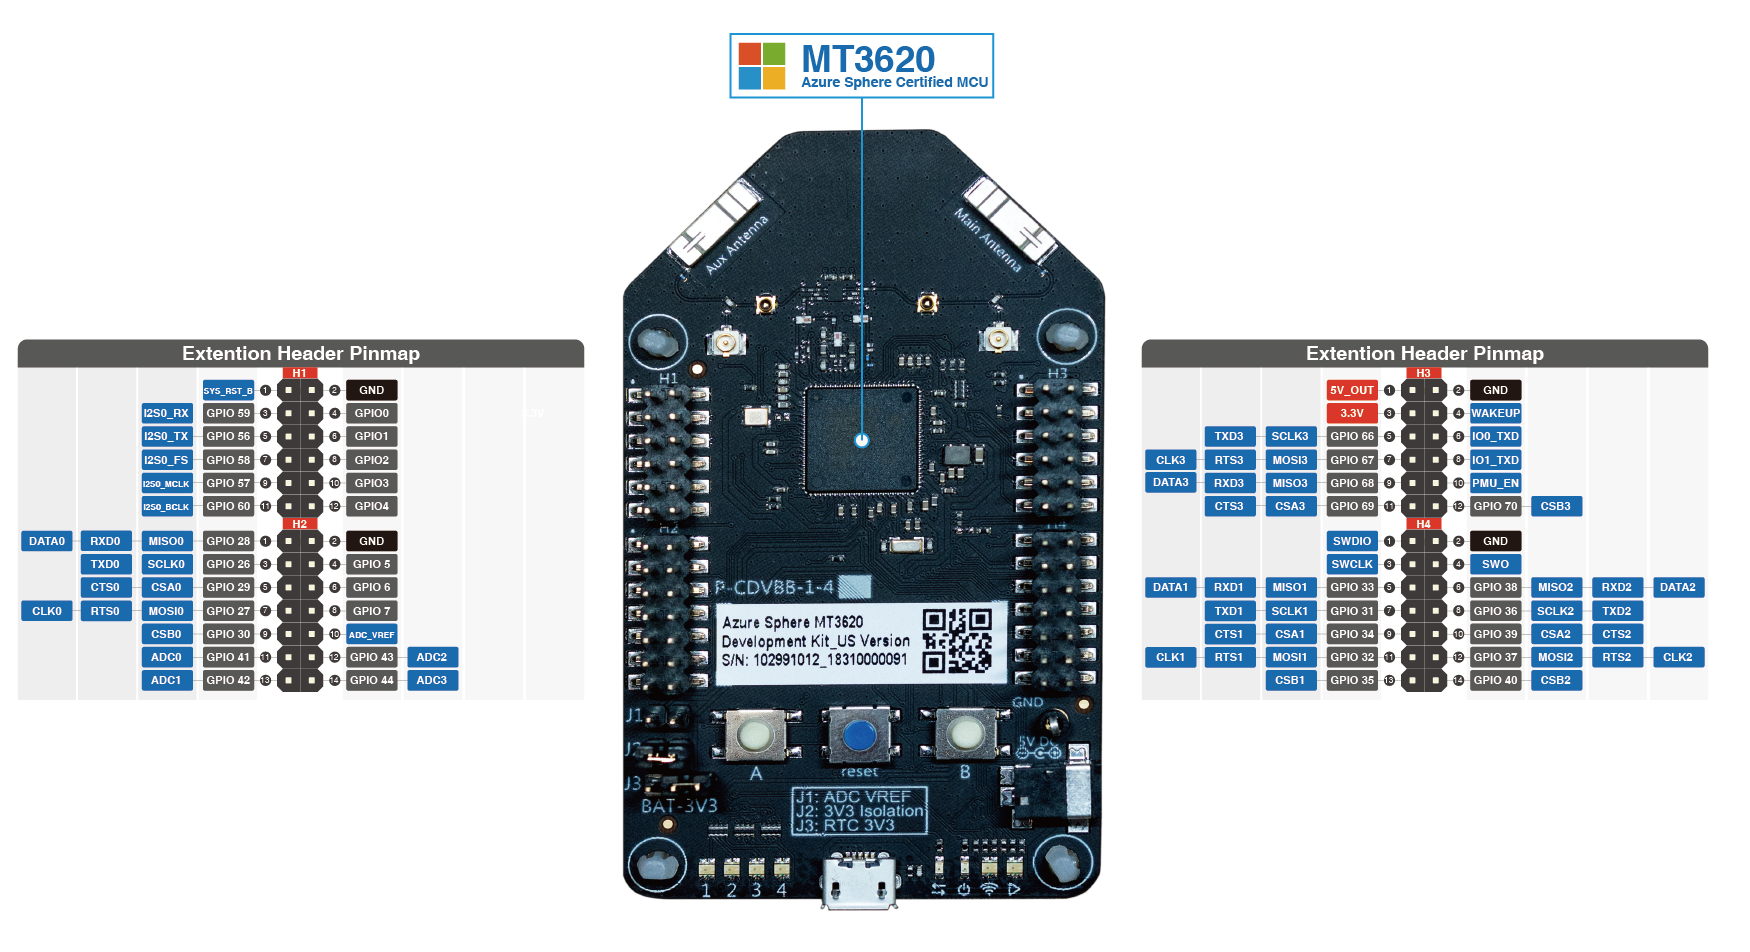 MT3620
Azure Sphere Certified MCU
Aux Antenna
Main Antenna
Extention Header Pinmap
H1
SYS_RST_B 1 2 GND
I2S0_RX GPIO 59 3 4 GPIO0 3.3V
I2S0_TX GPIO 56 5 6 GPIO1
I2S0_FS GPIO 58 7 8 GPIO2
I2S0_MCLK GPIO 57 9 10 GPIO3
I2S0_BCLK GPIO 60 11 12 GPIO4
H2
DATA0 RXD0 MISO0 GPIO 28 1 2 GND
TXD0 SCLK0 GPIO 26 3 4 GPIO 5
CTS0 CSA0 GPIO 29 5 6 GPIO 6
CLK0 RTS0 MOSI0 GPIO 27 7 8 GPIO 7
CSB0 GPIO 30 9 10 ADC_VREF
ADC0 GPIO 41 11 12 GPIO 43 ADC2
ADC1 GPIO 42 13 14 GPIO 44 ADC3
H1
H3
H2
H4
P-CDVBB-1-4
Azure Sphere MT3620
Development Kit_US Version
S/N: 102991012_18310000091
GND
J1
J2
J3
BAT-3V3
A
reset
B
5V DC
J1: ADC VREF
J2: 3V3 Isolation
J3: RTC 3V3
1 2 3 4
Extention Header Pinmap
H3
5V_OUT 1 2 GND
3.3V 3 4 WAKEUP
TXD3 SCLK3 GPIO 66 5 6 IO0_TXD
CLK3 RTS3 MOSI3 GPIO 67 7 8 IO1_TXD
DATA3 RXD3 MISO3 GPIO 68 9 10 PMU_EN
CTS3 CSA3 GPIO 69 11 12 GPIO 70 CSB3
H4
SWDIO 1 2 GND
SWCLK 3 4 SWO
DATA1 RXD1 MISO1 GPIO 33 5 6 GPIO 38 MISO2 RXD2 DATA2
TXD1 SCLK1 GPIO 31 7 8 GPIO 36 SCLK2 TXD2
CTS1 CSA1 GPIO 34 9 10 GPIO 39 CSA2 CTS2
CLK1 RTS1 MOSI1 GPIO 32 11 12 GPIO 37 MOSI2 RTS2 CLK2
CSB1 GPIO 35 13 14 GPIO 40 CSB2